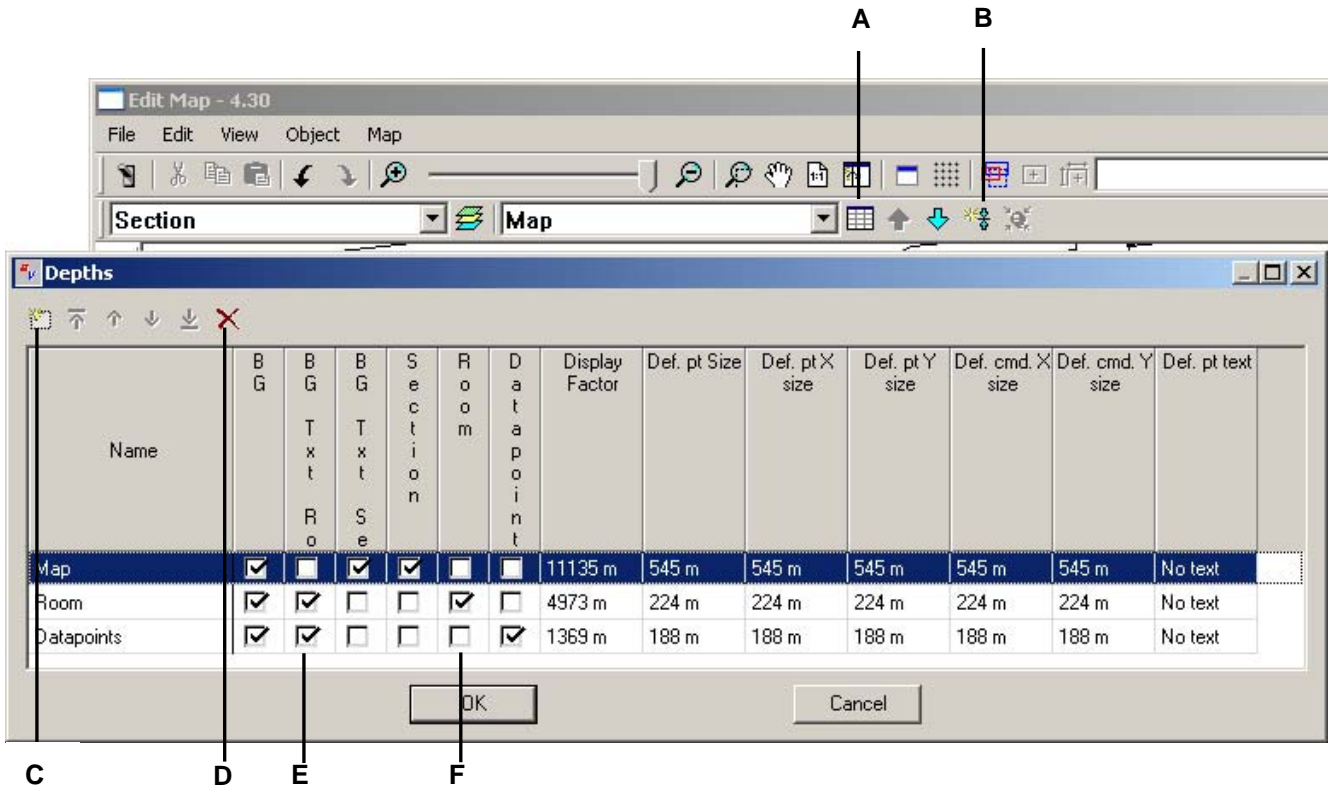 A B
Edit Map - 4.30
File Edit View Object Map
1:1
Section Map
Depths
Name BG BG Txt Ro BG Txt Se Section Room Datapoint Display Factor Def. pt Size Def. pt X size Def. pt Y size Def. cmd. X size Def. cmd. Y size Def. pt text
Map 11135 m 545 m 545 m 545 m 545 m 545 m No text
Room 4973 m 224 m 224 m 224 m 224 m 224 m No text
Datapoints 1369 m 188 m 188 m 188 m 188 m 188 m No text
OK Cancel
C D E F